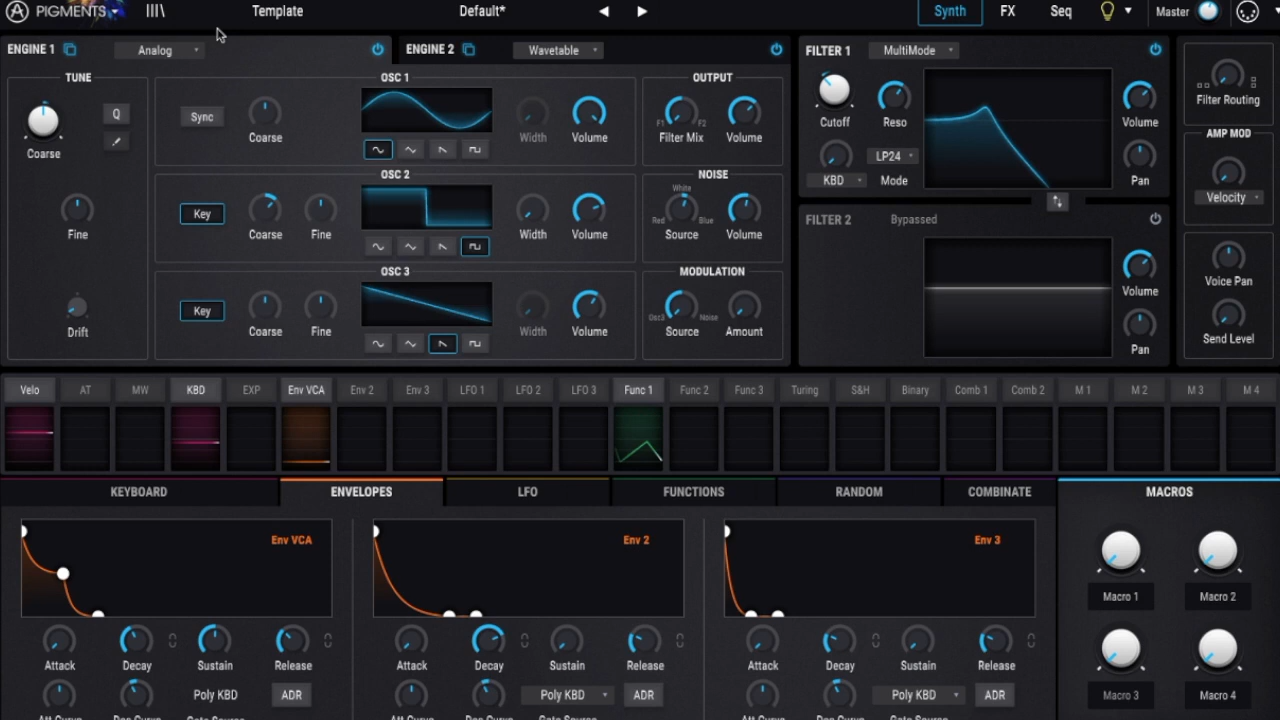 PIGMENTS
Template
Default*
Synth
FX
Seq
Master
ENGINE 1
Analog
ENGINE 2
Wavetable
FILTER 1
MultiMode
TUNE
Coarse
Q
Fine
Drift
OSC 1
Sync
Coarse
Width
Volume
OSC 2
Key
Coarse
Fine
Width
Volume
OSC 3
Key
Coarse
Fine
Width
Volume
OUTPUT
F1
F2
Filter Mix
Volume
NOISE
White
Red
Blue
Source
Volume
MODULATION
Osc3
Noise
Source
Amount
Cutoff
Reso
KBD
LP24
Mode
Volume
Pan
FILTER 2
Bypassed
Volume
Pan
Filter Routing
AMP MOD
Velocity
Voice Pan
Send Level
Velo
AT
MW
KBD
EXP
Env VCA
Env 2
Env 3
LFO 1
LFO 2
LFO 3
Func 1
Func 2
Func 3
Turing
S&H
Binary
Comb 1
Comb 2
M 1
M 2
M 3
M 4
KEYBOARD
ENVELOPES
LFO
FUNCTIONS
RANDOM
COMBINATE
MACROS
Env VCA
Attack
Decay
Sustain
Release
Poly KBD
ADR
Env 2
Attack
Decay
Sustain
Release
Poly KBD
ADR
Env 3
Attack
Decay
Sustain
Release
Poly KBD
ADR
Macro 1
Macro 2
Macro 3
Macro 4